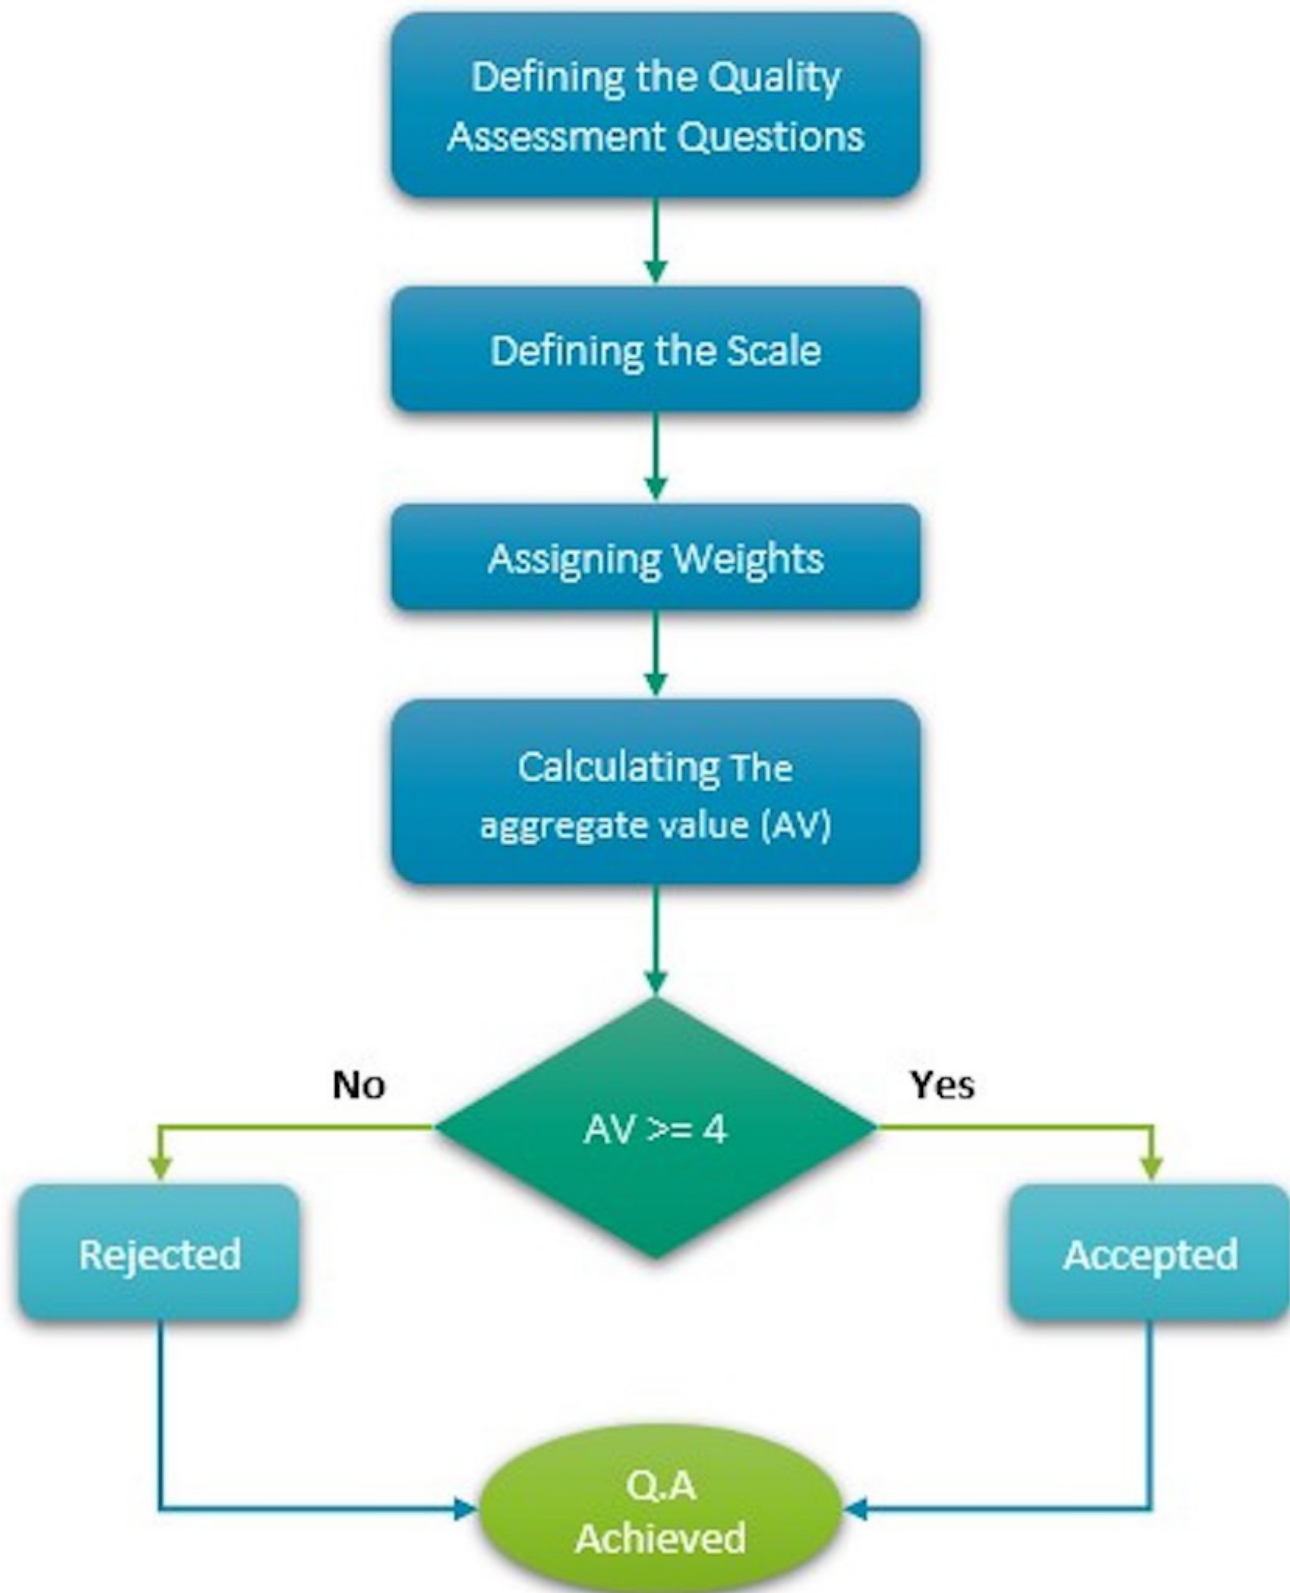 Defining the Quality
Assessment Questions
Defining the Scale
Assigning Weights
Calculating The
aggregate value (AV)
AV >= 4
No
Yes
Rejected
Accepted
Q.A
Achieved